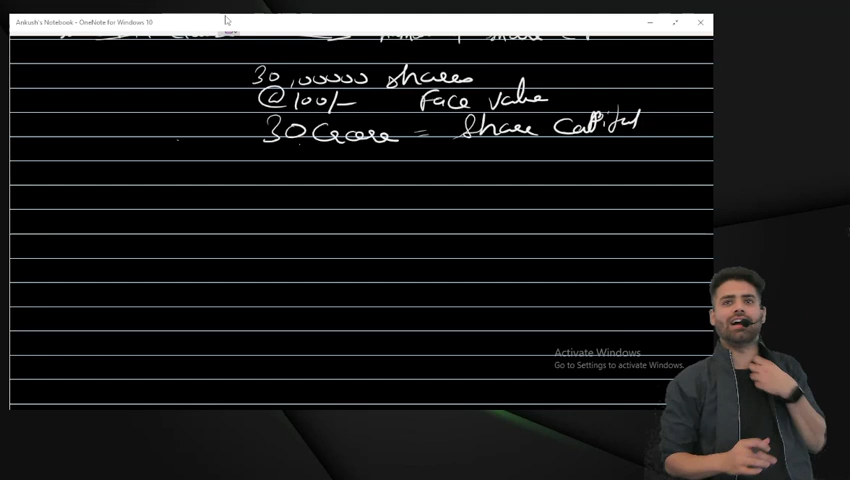 Ankush's Notebook - OneNote for Windows 10
30,00000 shares
@100/- Face value
30 Crore = Share Capital
Activate Windows
Go to Settings to activate Windows.